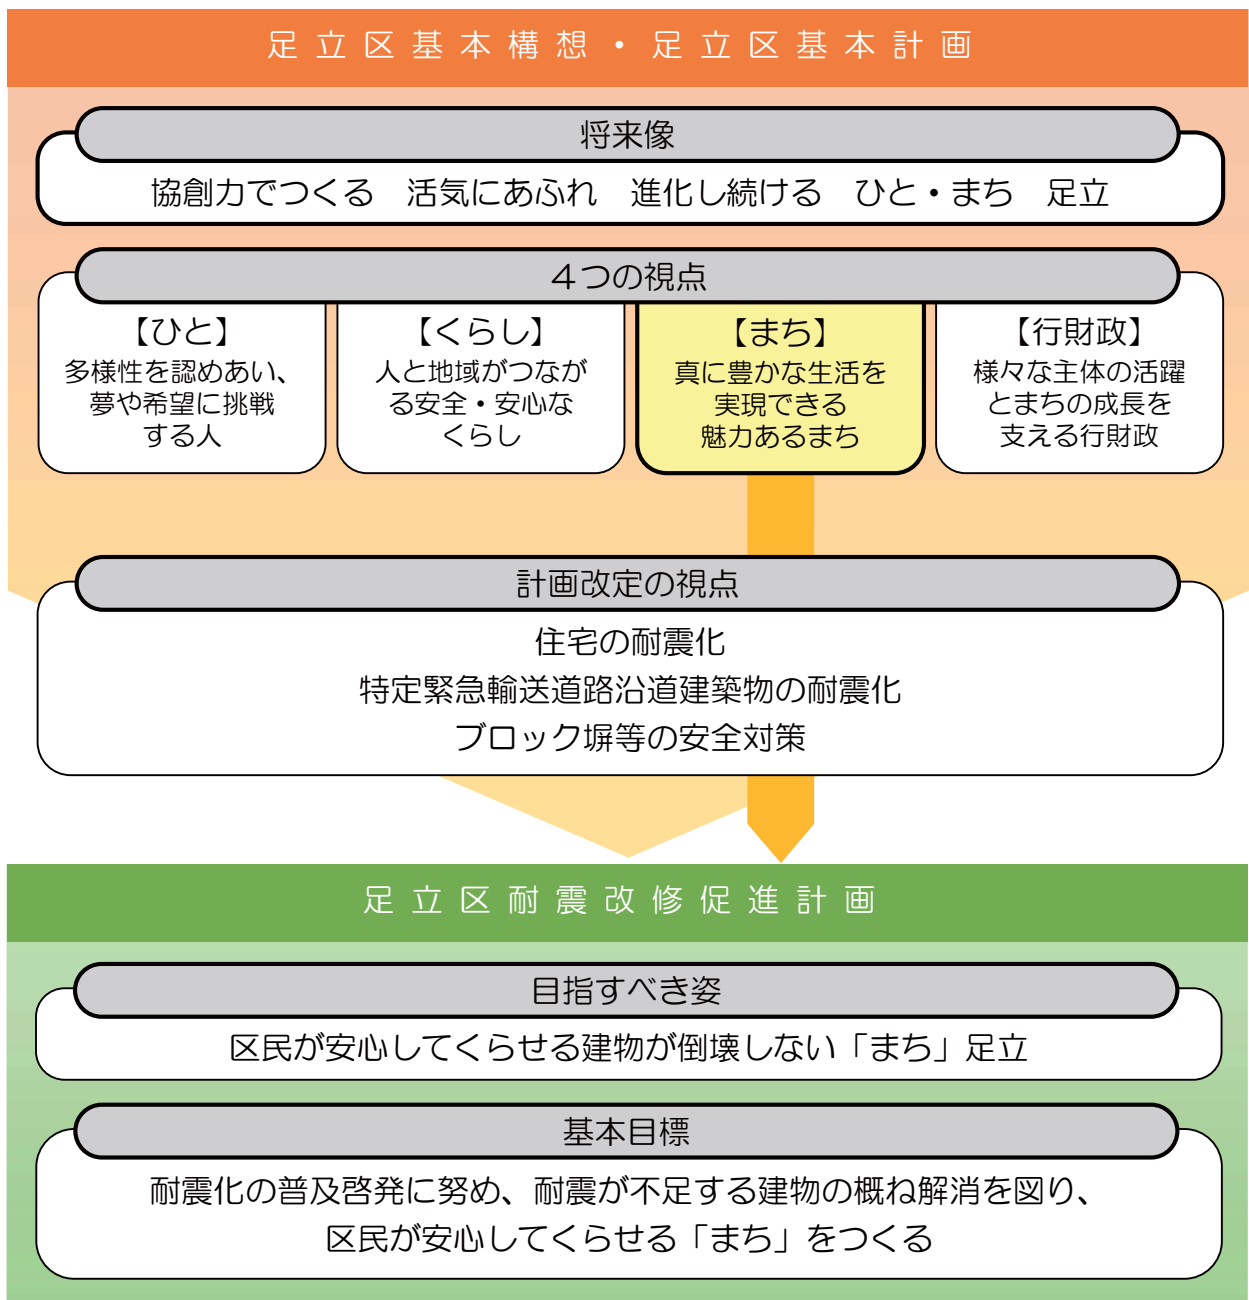 足立区基本構想・足立区基本計画
将来像
協創力でつくる　活気にあふれ　進化し続ける　ひと・まち　足立
４つの視点
【ひと】
多様性を認めあい、
夢や希望に挑戦
する人
【くらし】
人と地域がつなが
る安全・安心な
くらし
【まち】
真に豊かな生活を
実現できる
魅力あるまち
【行財政】
様々な主体の活躍
とまちの成長を
支える行財政
計画改定の視点
住宅の耐震化
特定緊急輸送道路沿道建築物の耐震化
ブロック塀等の安全対策
足立区耐震改修促進計画
目指すべき姿
区民が安心してくらせる建物が倒壊しない「まち」足立
基本目標
耐震化の普及啓発に努め、耐震が不足する建物の概ね解消を図り、
区民が安心してくらせる「まち」をつくる